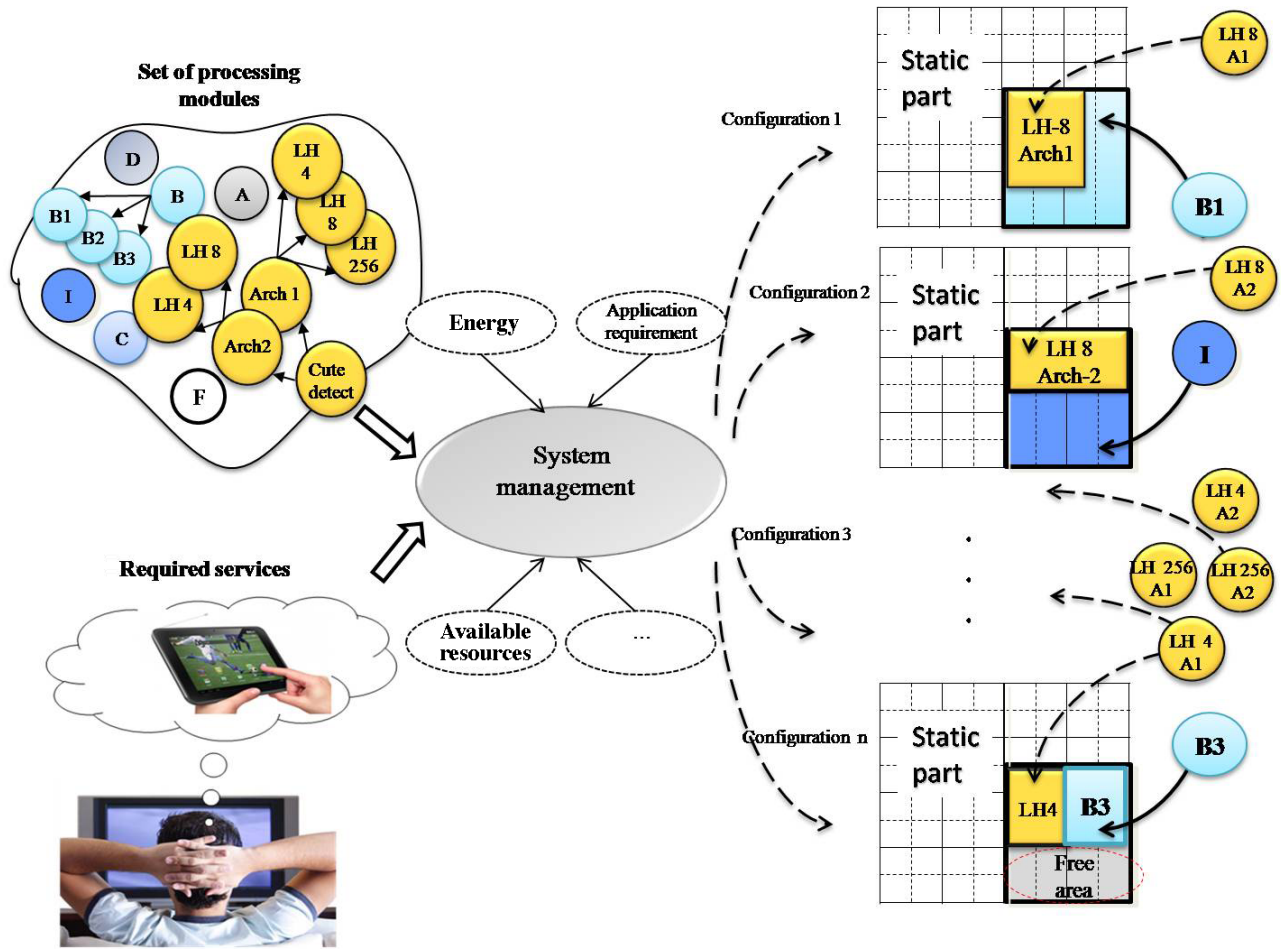 Set of processing
modules
D
B
A
LH
4
B1
B2
B3
LH 8
LH
8
LH
256
I
LH 4
Arch 1
C
Arch2
F
Cute
detect
Energy
Application
requirement
System
management
Available
resources
...
Required services
Configuration 1
Static
part
LH-8
Arch1
LH 8
A1
B1
Configuration 2
Static
part
LH 8
Arch-2
LH 8
A2
I
Configuration 3
.
.
.
LH 4
A2
LH 256
A1
LH 256
A2
LH 4
A1
Configuration n
Static
part
LH4
B3
B3
Free
area